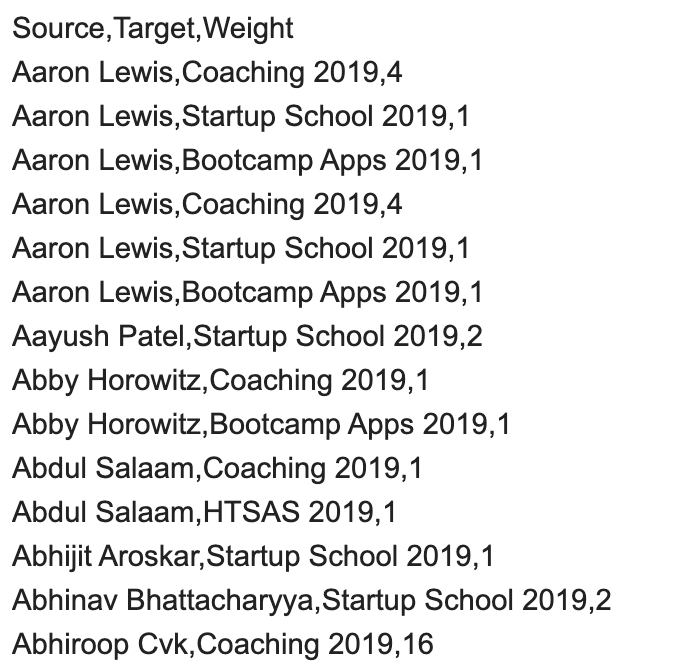 Source,Target,Weight
Aaron Lewis,Coaching 2019,4
Aaron Lewis,Startup School 2019,1
Aaron Lewis,Bootcamp Apps 2019,1
Aaron Lewis,Coaching 2019,4
Aaron Lewis,Startup School 2019,1
Aaron Lewis,Bootcamp Apps 2019,1
Aayush Patel,Startup School 2019,2
Abby Horowitz,Coaching 2019,1
Abby Horowitz,Bootcamp Apps 2019,1
Abdul Salaam,Coaching 2019,1
Abdul Salaam,HTSAS 2019,1
Abhijit Aroskar,Startup School 2019,1
Abhinav Bhattacharyya,Startup School 2019,2
Abhiroop Cvk,Coaching 2019,16